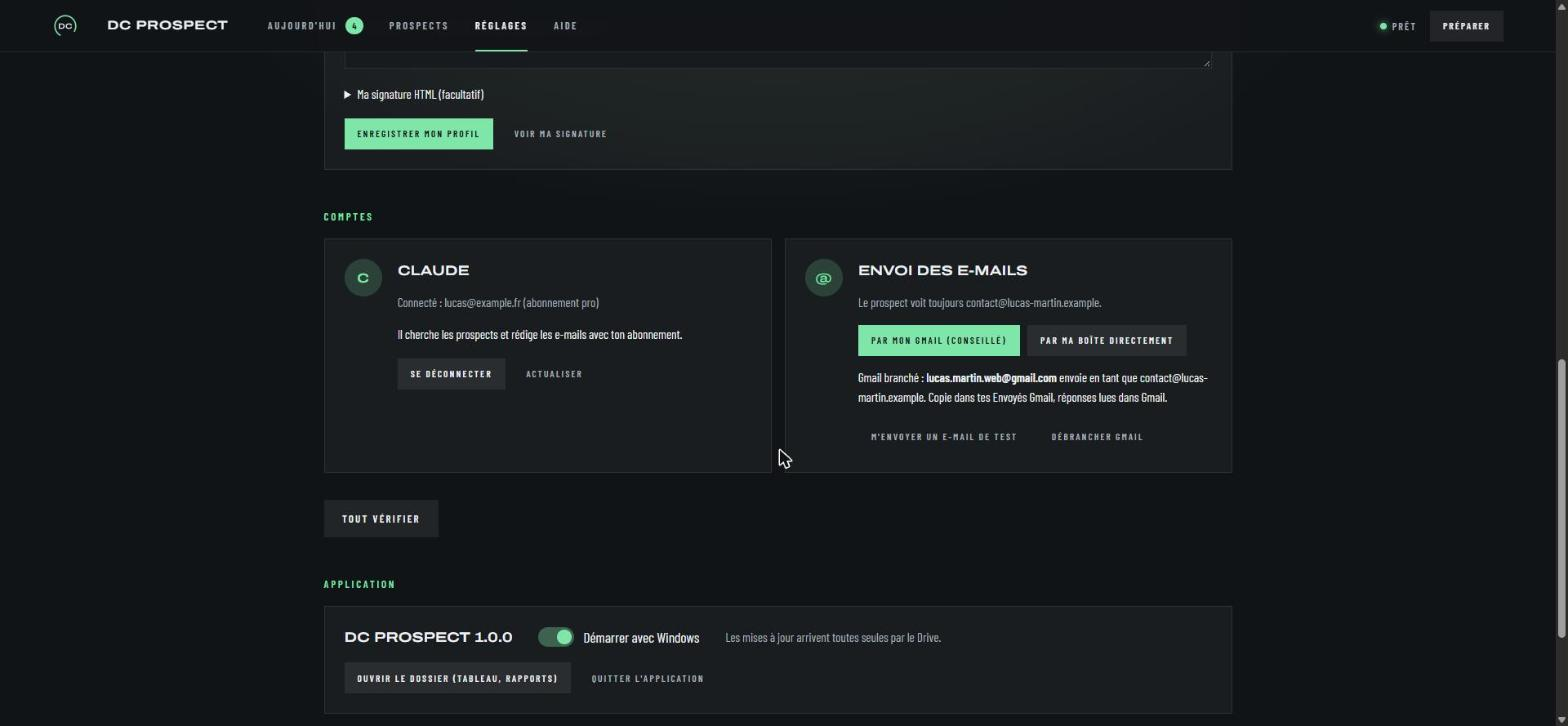 DC
DC PROSPECT
AUJOURD'HUI 4
PROSPECTS
RÉGLAGES
AIDE
PRÊT
PRÉPARER
Ma signature HTML (facultatif)
ENREGISTRER MON PROFIL
VOIR MA SIGNATURE
COMPTES
C
CLAUDE
Connecté : lucas@example.fr (abonnement pro)
Il cherche les prospects et rédige les e-mails avec ton abonnement.
SE DÉCONNECTER
ACTUALISER
@
ENVOI DES E-MAILS
Le prospect voit toujours contact@lucas-martin.example.
PAR MON GMAIL (CONSEILLÉ)
PAR MA BOÎTE DIRECTEMENT
Gmail branché : lucas.martin.web@gmail.com envoie en tant que contact@lucas-
martin.example. Copie dans tes Envoyés Gmail, réponses lues dans Gmail.
M'ENVOYER UN E-MAIL DE TEST
DÉBRANCHER GMAIL
TOUT VÉRIFIER
APPLICATION
DC PROSPECT 1.0.0
Démarrer avec Windows
Les mises à jour arrivent toutes seules par le Drive.
OUVRIR LE DOSSIER (TABLEAU, RAPPORTS)
QUITTER L'APPLICATION